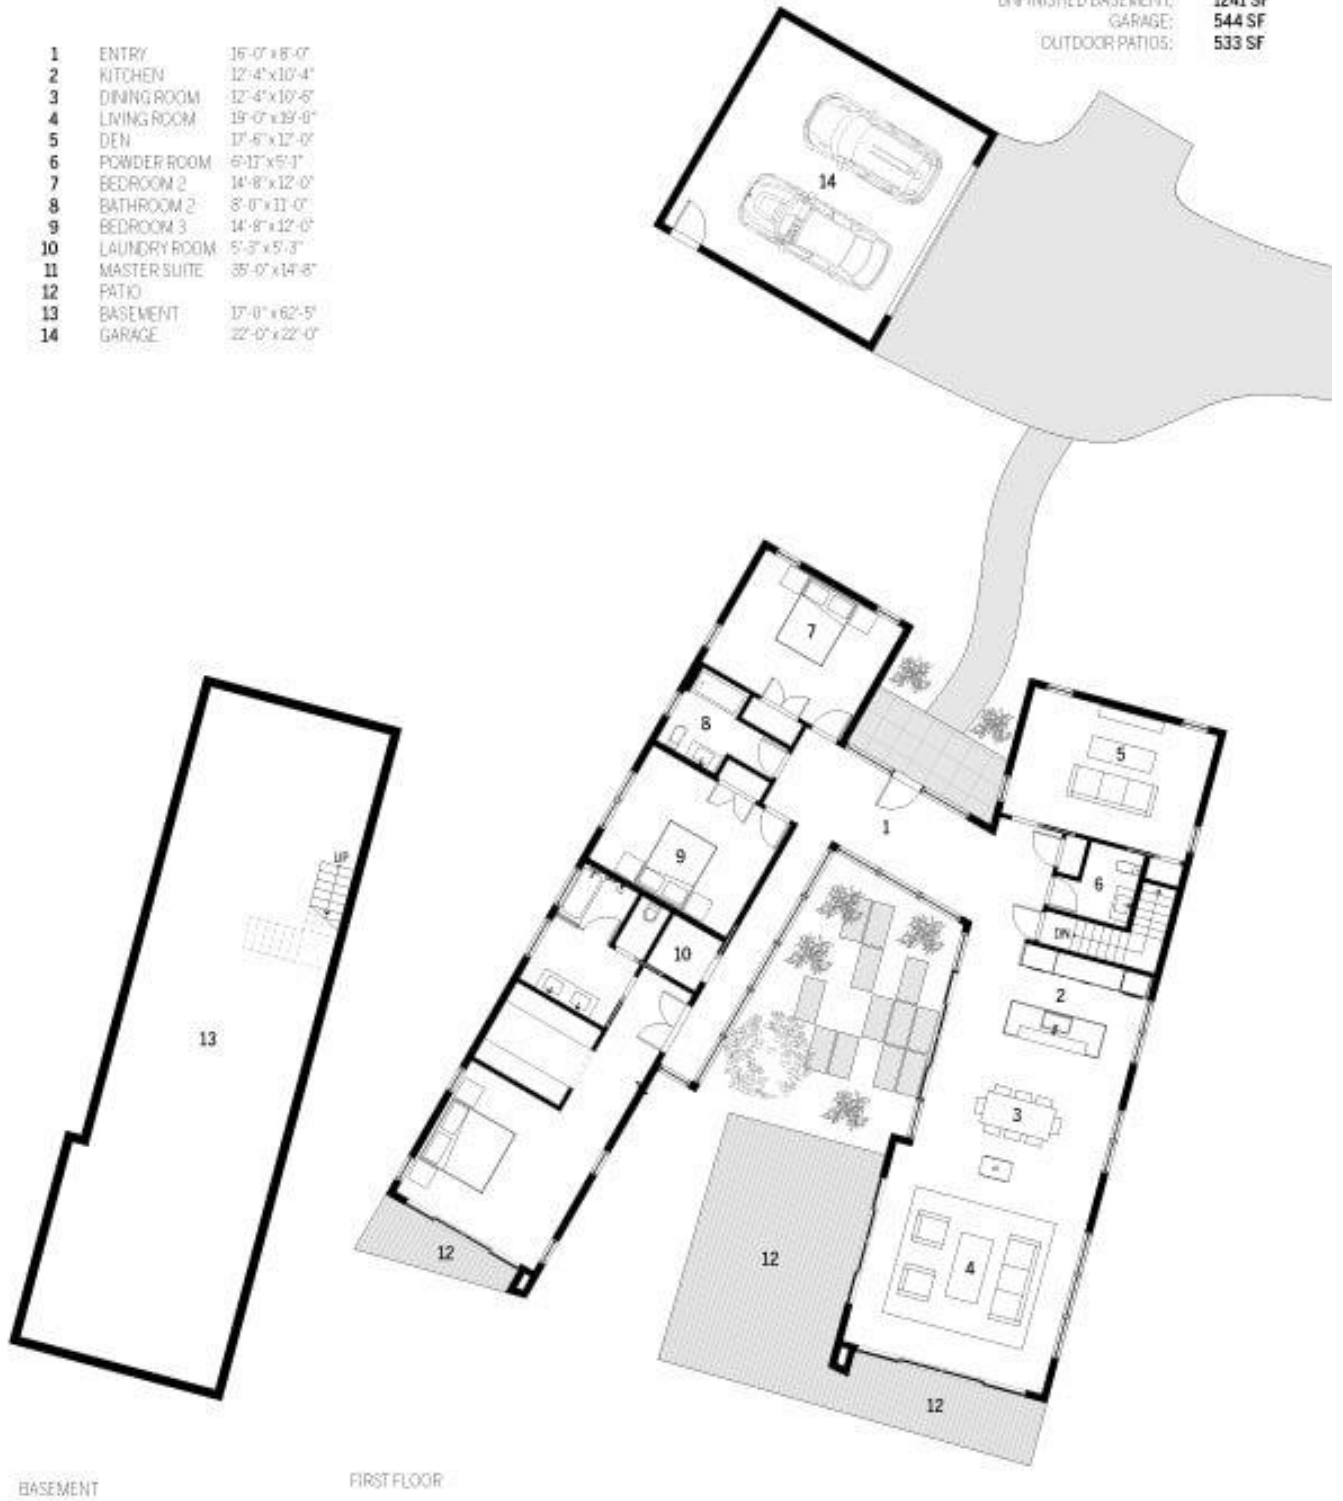 UNFINISHED BASEMENT: 1241 SF
GARAGE: 544 SF
OUTDOOR PATIOS: 533 SF
1 ENTRY 16'-0" x 8'-0"
2 KITCHEN 12'-4" x 10'-4"
3 DINING ROOM 12'-4" x 10'-6"
4 LIVING ROOM 19'-0" x 19'-0"
5 DEN 17'-6" x 12'-0"
6 POWDER ROOM 6'-11" x 5'-1"
7 BEDROOM 2 14'-8" x 12'-0"
8 BATHROOM 2 8'-0" x 11'-0"
9 BEDROOM 3 14'-8" x 12'-0"
10 LAUNDRY ROOM 5'-3" x 5'-3"
11 MASTER SUITE 35'-0" x 14'-8"
12 PATIO
13 BASEMENT 17'-0" x 62'-5"
14 GARAGE 22'-0" x 22'-0"
14
7
8
5
1
UP
9
6
10
DN
2
13
3
12
12
4
12
FIRST FLOOR
BASEMENT